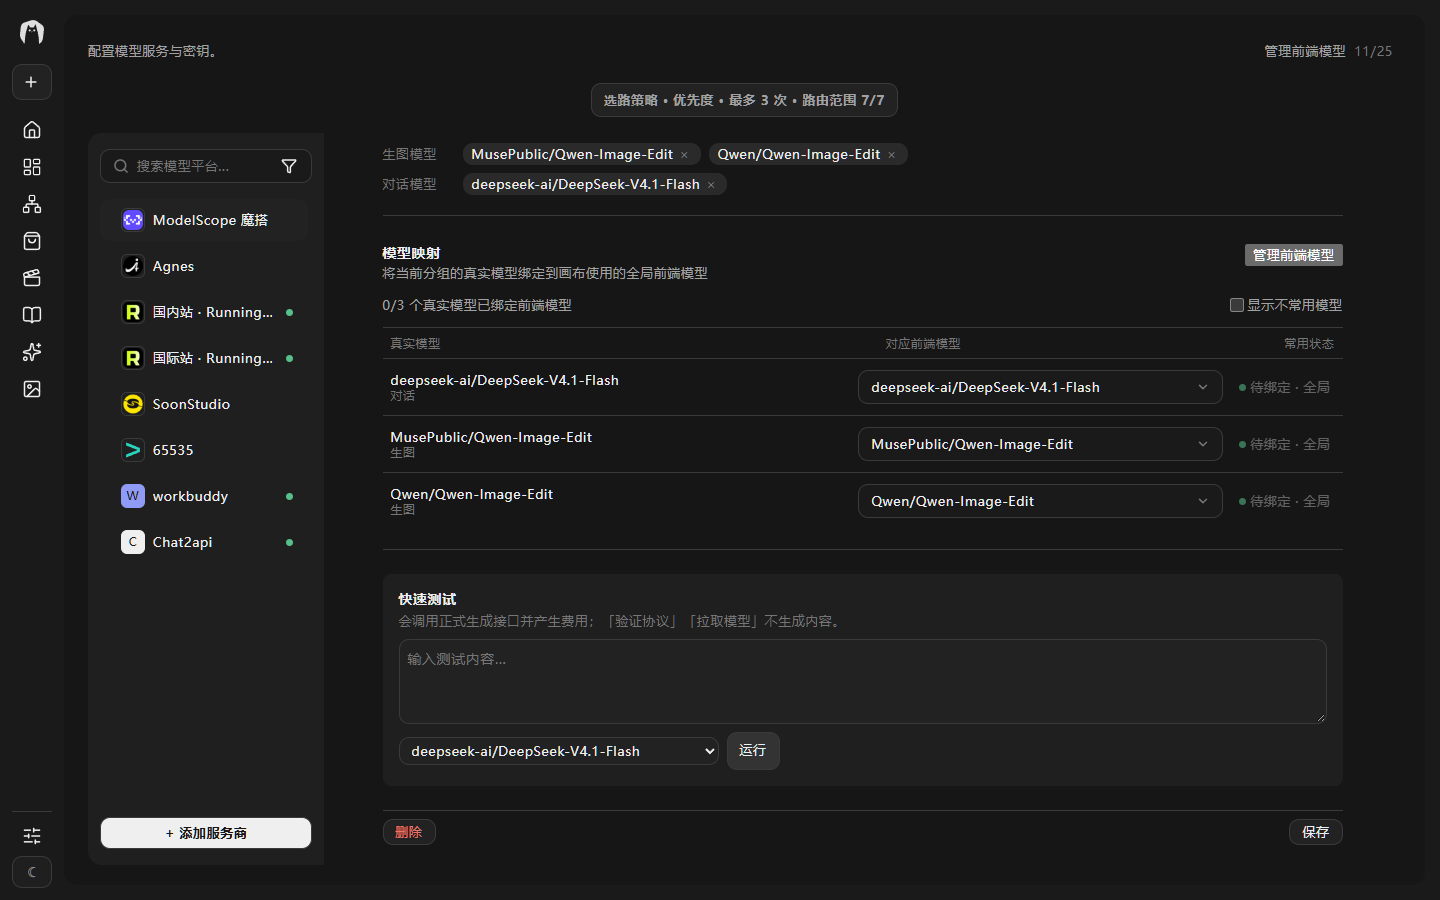 配置模型服务与密钥。
管理前端模型 11/25
选路策略 • 优先度 • 最多 3 次 • 路由范围 7/7
搜索模型平台...
ModelScope 魔搭
Agnes
国内站 · Running...
国际站 · Running...
SoonStudio
65535
W workbuddy
C Chat2api
+ 添加服务商
生图模型 MusePublic/Qwen-Image-Edit × Qwen/Qwen-Image-Edit ×
对话模型 deepseek-ai/DeepSeek-V4.1-Flash ×
模型映射
管理前端模型
将当前分组的真实模型绑定到画布使用的全局前端模型
0/3 个真实模型已绑定前端模型
显示不常用模型
真实模型 对应前端模型 常用状态
deepseek-ai/DeepSeek-V4.1-Flash
对话
deepseek-ai/DeepSeek-V4.1-Flash
待绑定 · 全局
MusePublic/Qwen-Image-Edit
生图
MusePublic/Qwen-Image-Edit
待绑定 · 全局
Qwen/Qwen-Image-Edit
生图
Qwen/Qwen-Image-Edit
待绑定 · 全局
快速测试
会调用正式生成接口并产生费用；「验证协议」「拉取模型」不生成内容。
输入测试内容...
deepseek-ai/DeepSeek-V4.1-Flash
运行
删除
保存